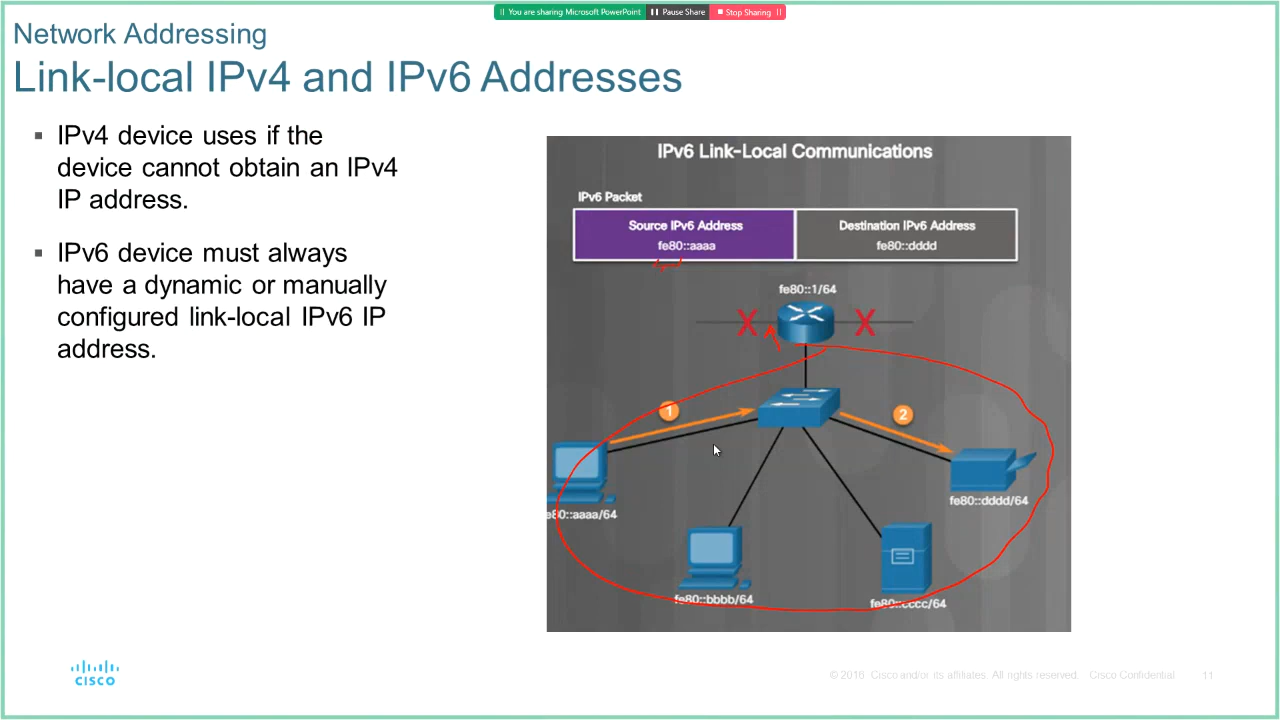 You are sharing Microsoft PowerPoint Pause Share Stop Sharing
Network Addressing
Link-local IPv4 and IPv6 Addresses
IPv4 device uses if the
device cannot obtain an IPv4
IP address.
IPv6 device must always
have a dynamic or manually
configured link-local IPv6 IP
address.
IPv6 Link-Local Communications
IPv6 Packet
Source IPv6 Address
fe80::aaaa
Destination IPv6 Address
fe80::dddd
fe80::1/64
X X
1
2
fe80::aaaa/64
fe80::dddd/64
fe80::bbbb/64
fe80::cccc/64
CISCO
© 2016 Cisco and/or its affiliates. All rights reserved. Cisco Confidential
11